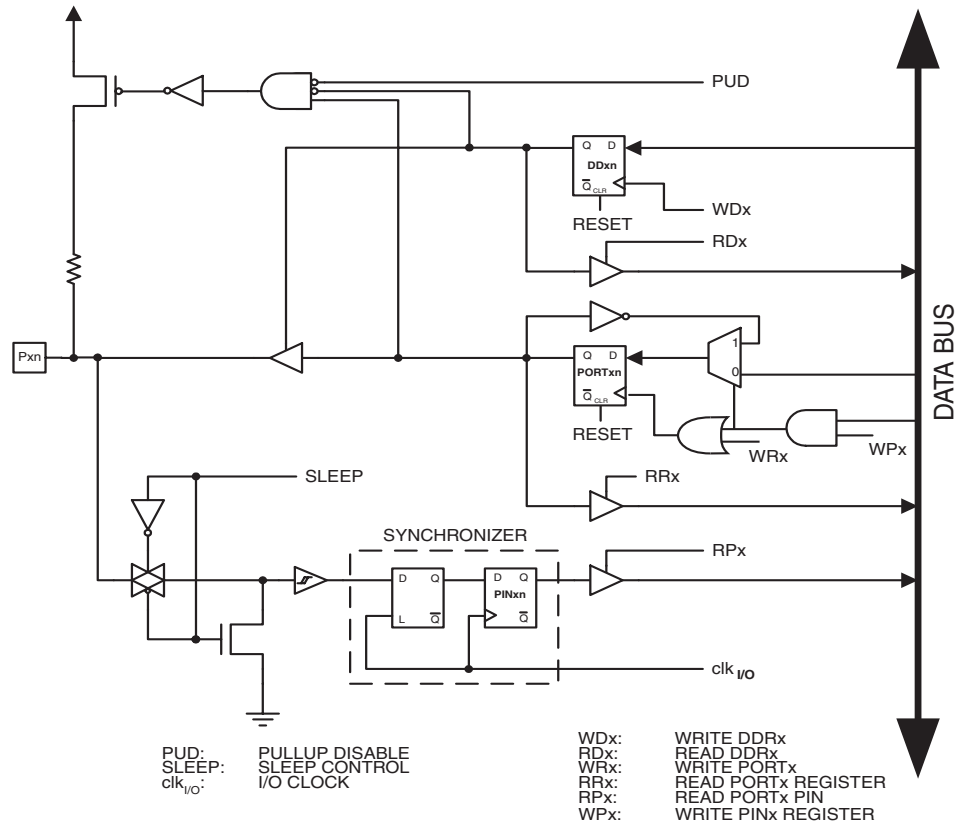 PUD
Q D
DDxn
Q CLR
WDx
RESET
RDx
Pxn
1
Q D
PORTxn
0
Q CLR
RESET
WRx
WPx
DATA BUS
SLEEP
RRx
SYNCHRONIZER
RPx
D Q
D Q
PINxn
L Q
Q
clk I/O
PUD: PULLUP DISABLE
SLEEP: SLEEP CONTROL
clkI/O: I/O CLOCK
WDx: WRITE DDRx
RDx: READ DDRx
WRx: WRITE PORTx
RRx: READ PORTx REGISTER
RPx: READ PORTx PIN
WPx: WRITE PINx REGISTER